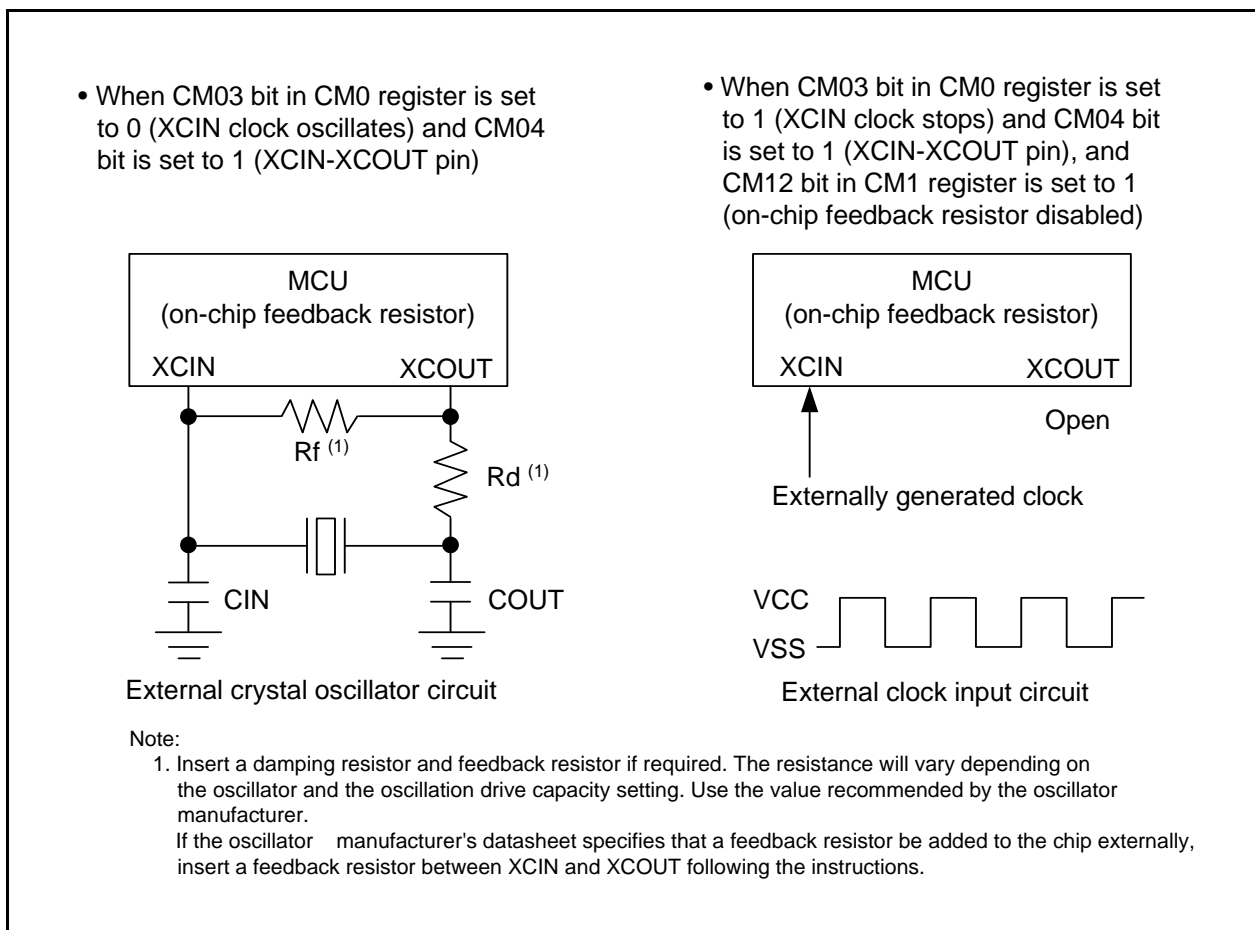 • When CM03 bit in CM0 register is set
to 0 (XCIN clock oscillates) and CM04
bit is set to 1 (XCIN-XCOUT pin)
MCU
(on-chip feedback resistor)
XCIN XCOUT
Rf (1)
Rd (1)
CIN COUT
External crystal oscillator circuit
• When CM03 bit in CM0 register is set
to 1 (XCIN clock stops) and CM04 bit
is set to 1 (XCIN-XCOUT pin), and
CM12 bit in CM1 register is set to 1
(on-chip feedback resistor disabled)
MCU
(on-chip feedback resistor)
XCIN XCOUT
Open
Externally generated clock
VCC
VSS
External clock input circuit
Note:
1. Insert a damping resistor and feedback resistor if required. The resistance will vary depending on
the oscillator and the oscillation drive capacity setting. Use the value recommended by the oscillator
manufacturer.
If the oscillator manufacturer's datasheet specifies that a feedback resistor be added to the chip externally,
insert a feedback resistor between XCIN and XCOUT following the instructions.